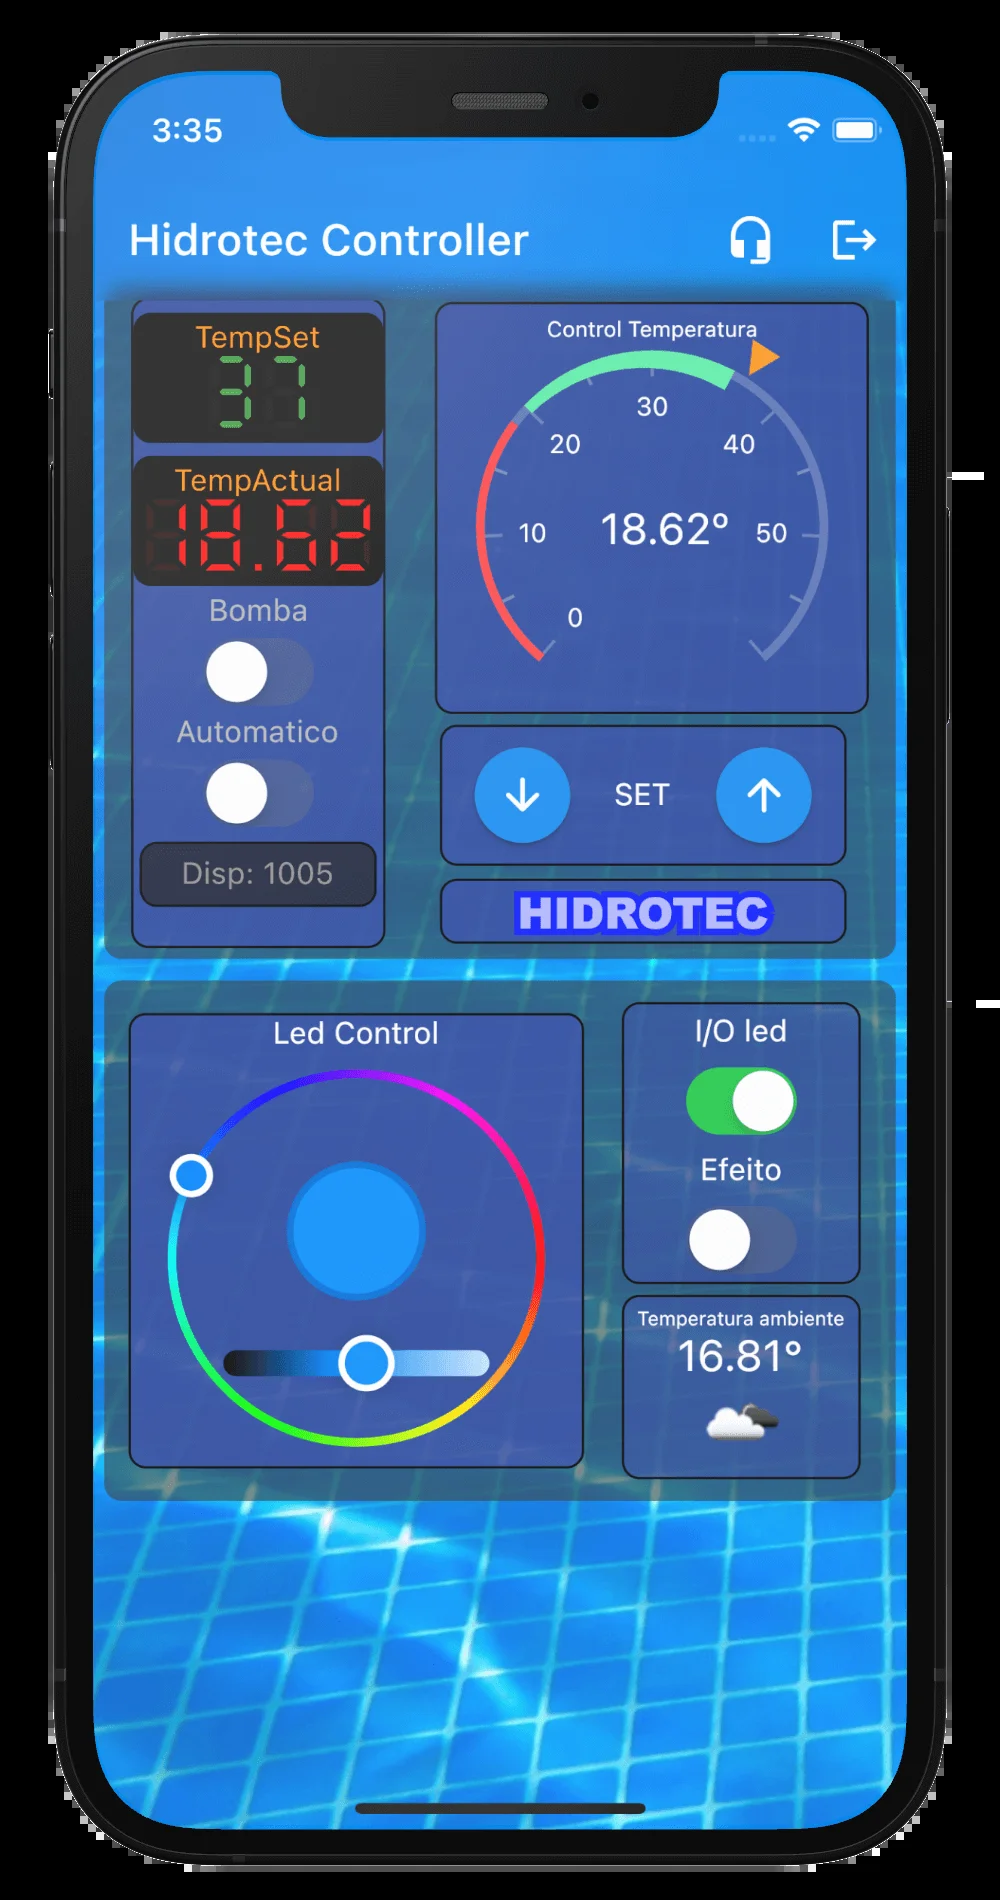 3:35
Hidrotec Controller
TempSet
37
TempActual
18.62
Bomba
Automatico
Disp: 1005
Control Temperatura
0
10
20
30
40
50
18.62°
SET
HIDROTEC
Led Control
I/O led
Efeito
Temperatura ambiente
16.81°